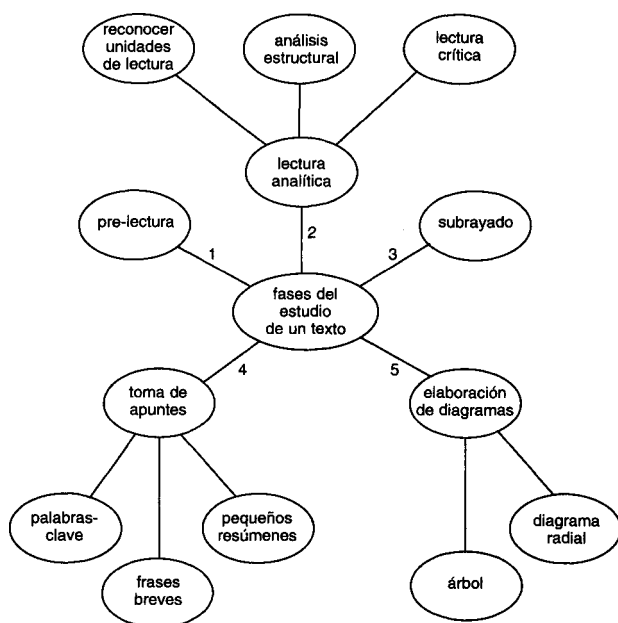 reconocer
unidades
de lectura
análisis
estructural
lectura
crítica
lectura
analítica
pre-lectura
subrayado
1
2
3
fases del
estudio
de un texto
4
5
toma de
apuntes
elaboración
de diagramas
palabras-
clave
frases
breves
pequeños
resúmenes
árbol
diagrama
radial